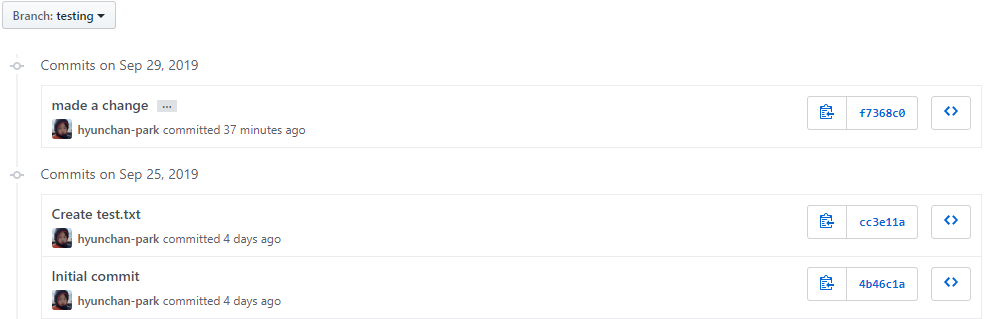 Branch: testing
Commits on Sep 29, 2019
made a change ...
f7368c0
hyunchan-park committed 37 minutes ago
Commits on Sep 25, 2019
Create test.txt
cc3e11a
hyunchan-park committed 4 days ago
Initial commit
4b46c1a
hyunchan-park committed 4 days ago